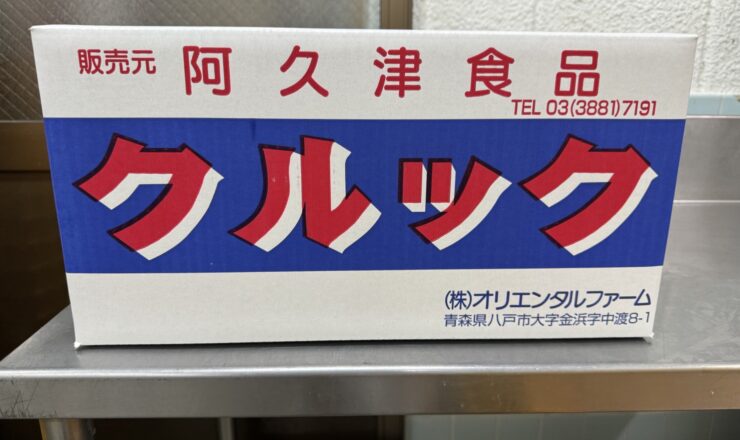 販売元 阿久津食品
TEL 03(3881)7191
クルック
(株)オリエンタルファーム
青森県八戸市大字金浜字中渡8-1